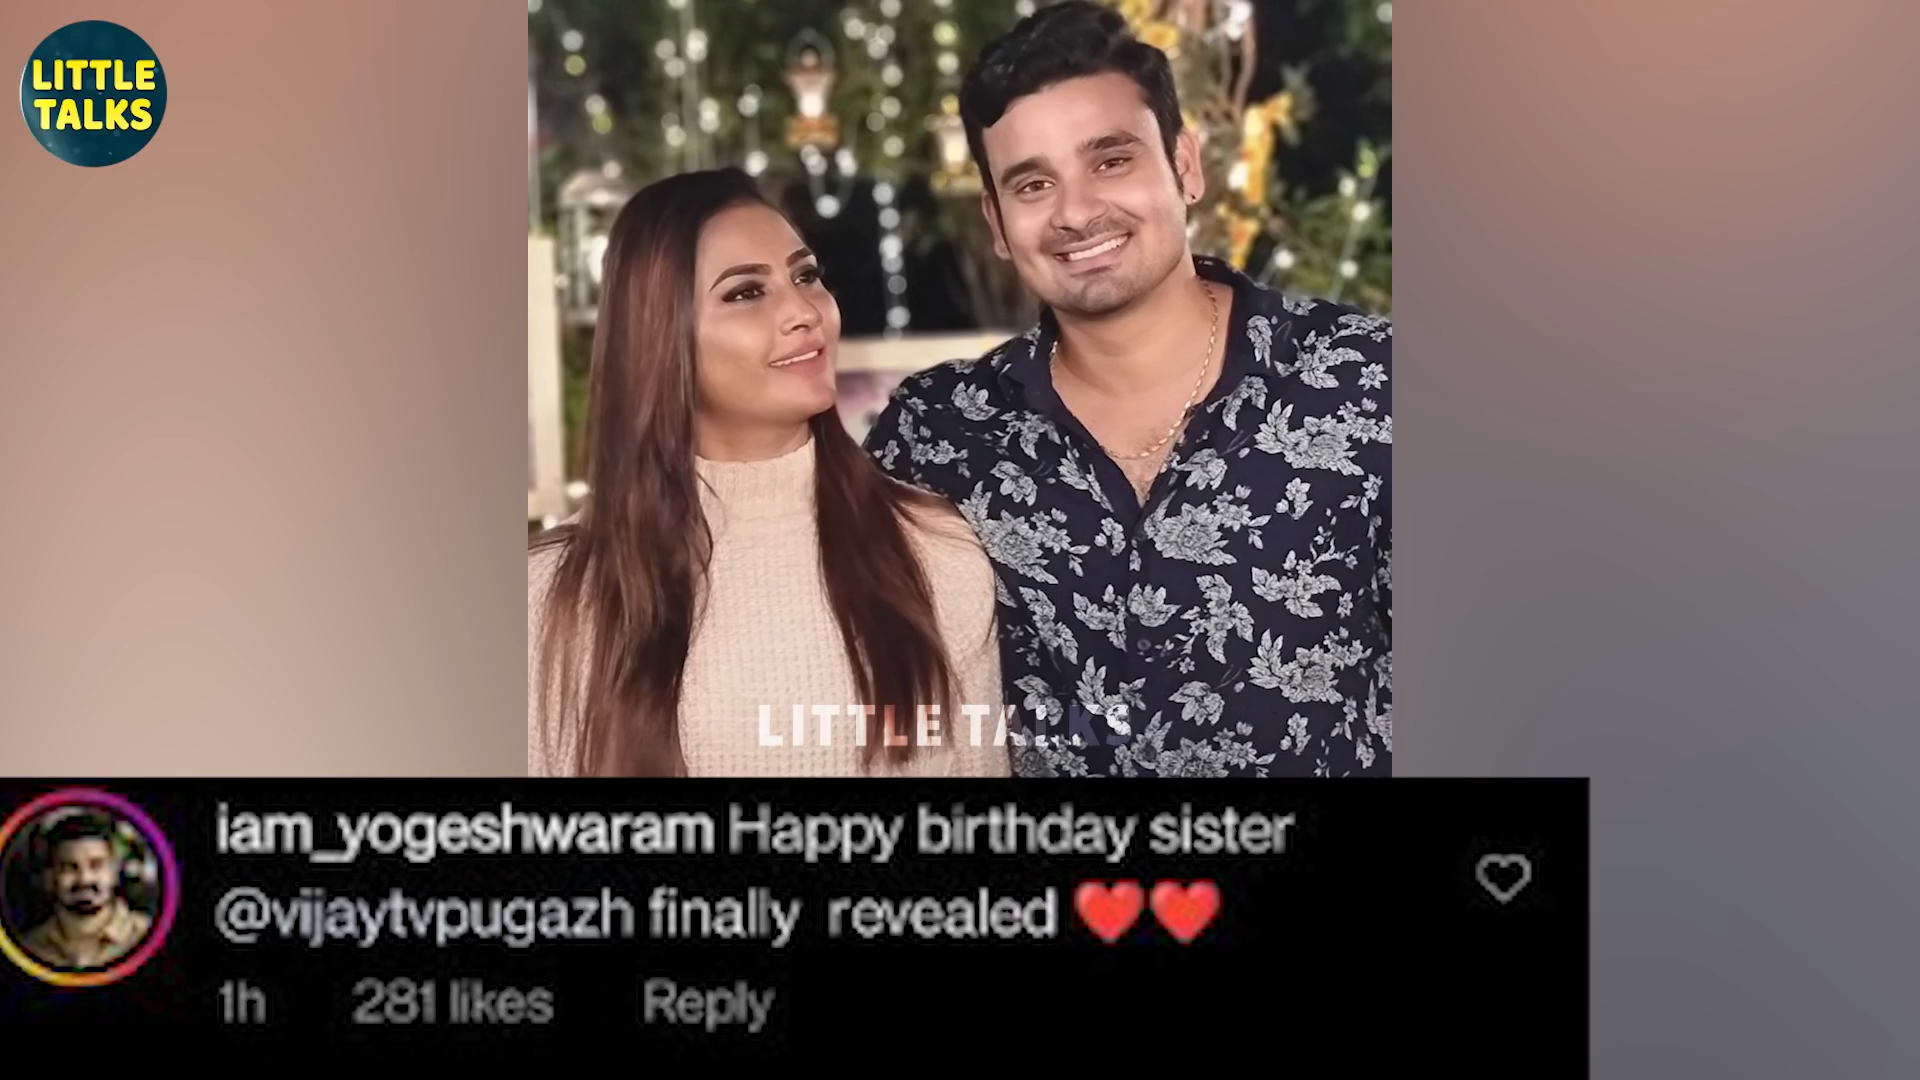 LITTLE
TALKS
LITTLE TALKS
iam_yogeshwaram Happy birthday sister
@vijaytvpugazh finally revealed ❤️❤️
1h 281 likes Reply